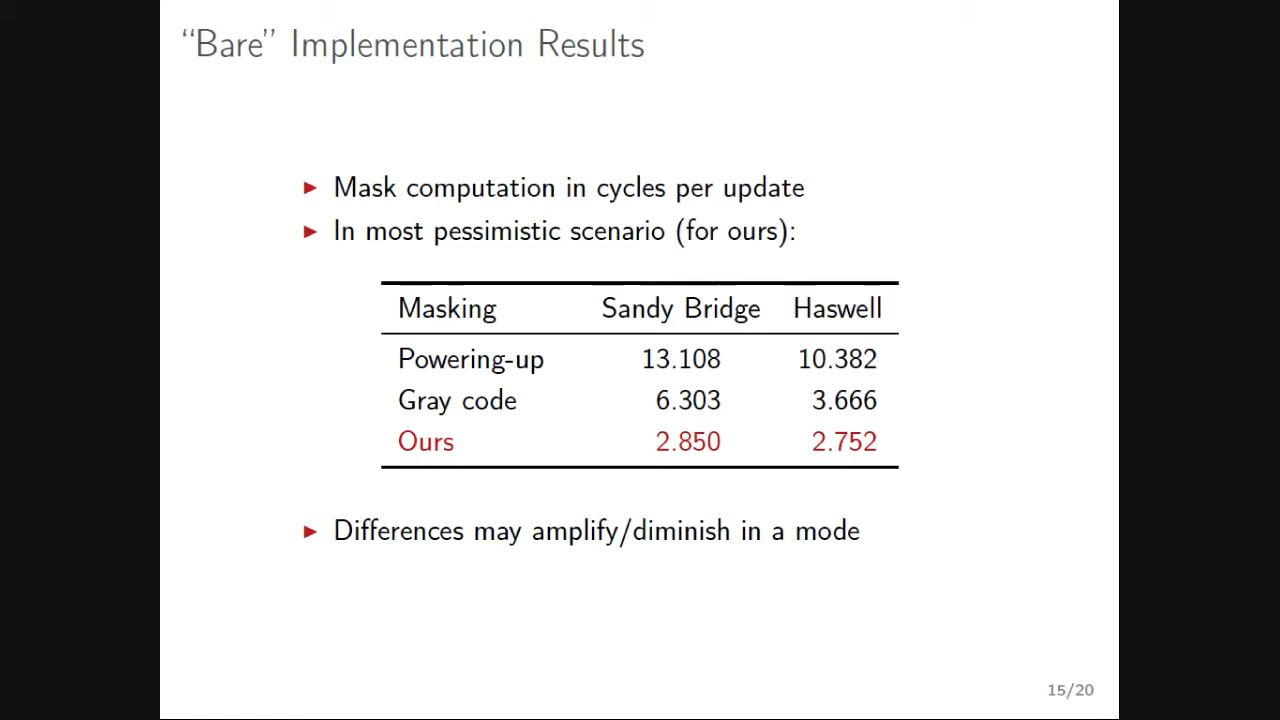 “Bare” Implementation Results
▶ Mask computation in cycles per update
▶ In most pessimistic scenario (for ours):
Masking Sandy Bridge Haswell
Powering-up 13.108 10.382
Gray code 6.303 3.666
Ours 2.850 2.752
▶ Differences may amplify/diminish in a mode
15/20